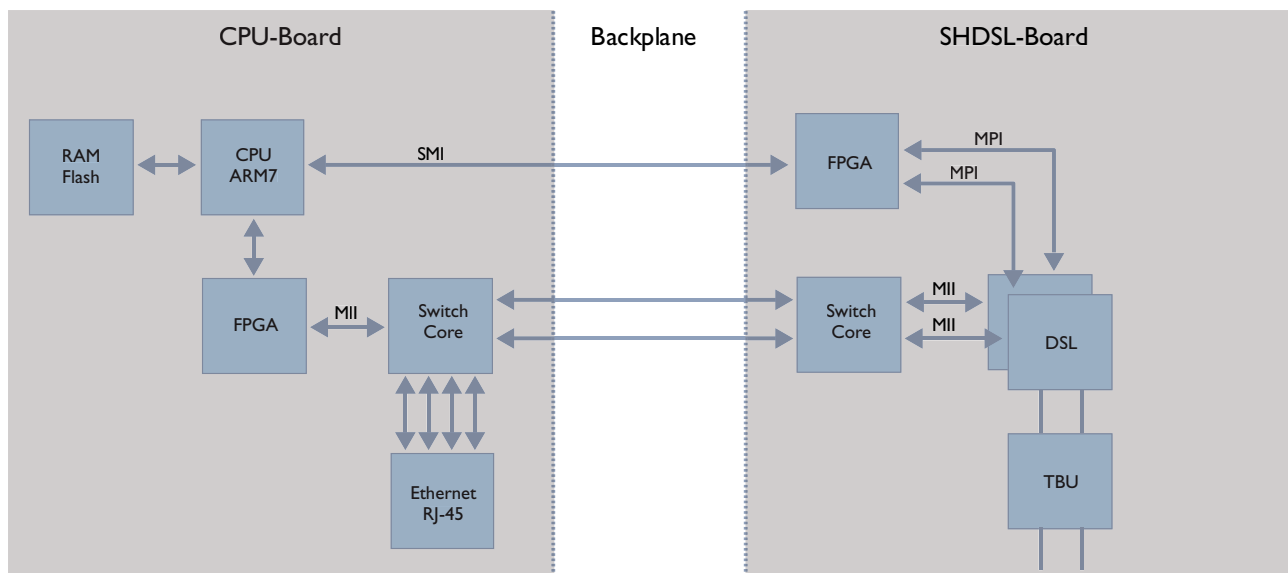 CPU-Board
Backplane
SHDSL-Board
RAM
Flash
CPU
ARM7
SMI
FPGA
MPI
MPI
FPGA
MII
Switch
Core
Switch
Core
MII
MII
DSL
Ethernet
RJ-45
TBU